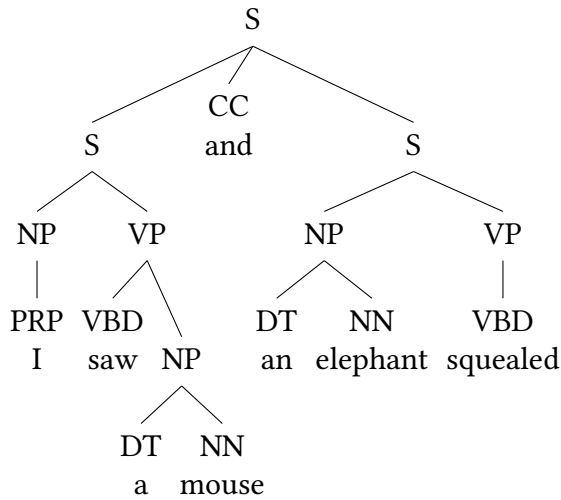 S
CC
S and S
NP VP NP VP
PRP VBD DT NN VBD
I saw NP an elephant squealed
DT NN
a mouse